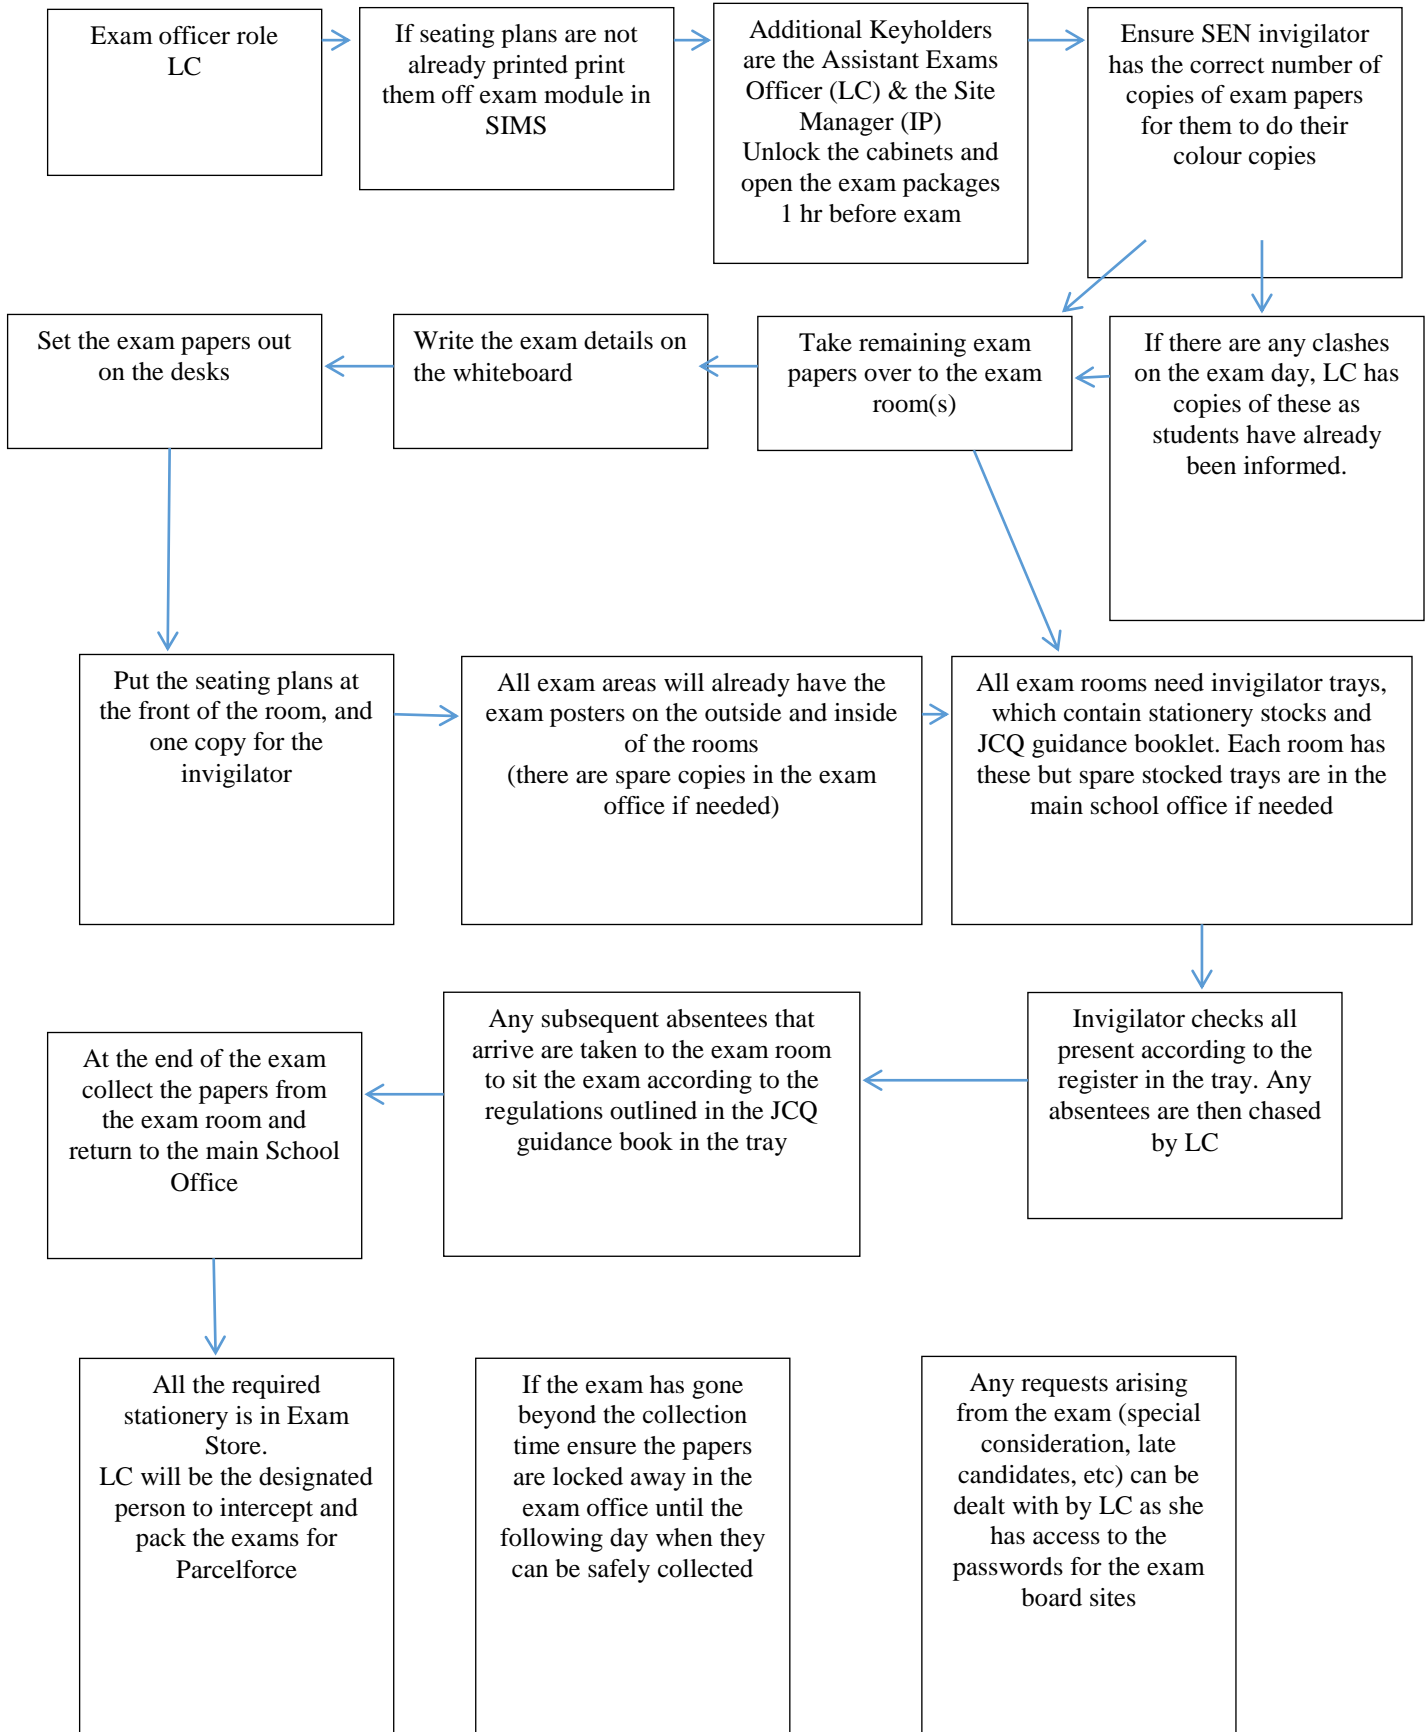 Exam officer role
LC
If seating plans are not
already printed print
them off exam module in
SIMS
Additional Keyholders
are the Assistant Exams
Officer (LC) & the Site
Manager (IP)
Unlock the cabinets and
open the exam packages
1 hr before exam
Ensure SEN invigilator
has the correct number of
copies of exam papers
for them to do their
colour copies
Set the exam papers out
on the desks
Write the exam details on
the whiteboard
Take remaining exam
papers over to the exam
room(s)
If there are any clashes
on the exam day, LC has
copies of these as
students have already
been informed.
Put the seating plans at
the front of the room, and
one copy for the
invigilator
All exam areas will already have the
exam posters on the outside and inside
of the rooms
(there are spare copies in the exam
office if needed)
All exam rooms need invigilator trays,
which contain stationery stocks and
JCQ guidance booklet. Each room has
these but spare stocked trays are in the
main school office if needed
At the end of the exam
collect the papers from
the exam room and
return to the main School
Office
Any subsequent absentees that
arrive are taken to the exam room
to sit the exam according to the
regulations outlined in the JCQ
guidance book in the tray
Invigilator checks all
present according to the
register in the tray. Any
absentees are then chased
by LC
All the required
stationery is in Exam
Store.
LC will be the designated
person to intercept and
pack the exams for
Parcelforce
If the exam has gone
beyond the collection
time ensure the papers
are locked away in the
exam office until the
following day when they
can be safely collected
Any requests arising
from the exam (special
consideration, late
candidates, etc) can be
dealt with by LC as she
has access to the
passwords for the exam
board sites